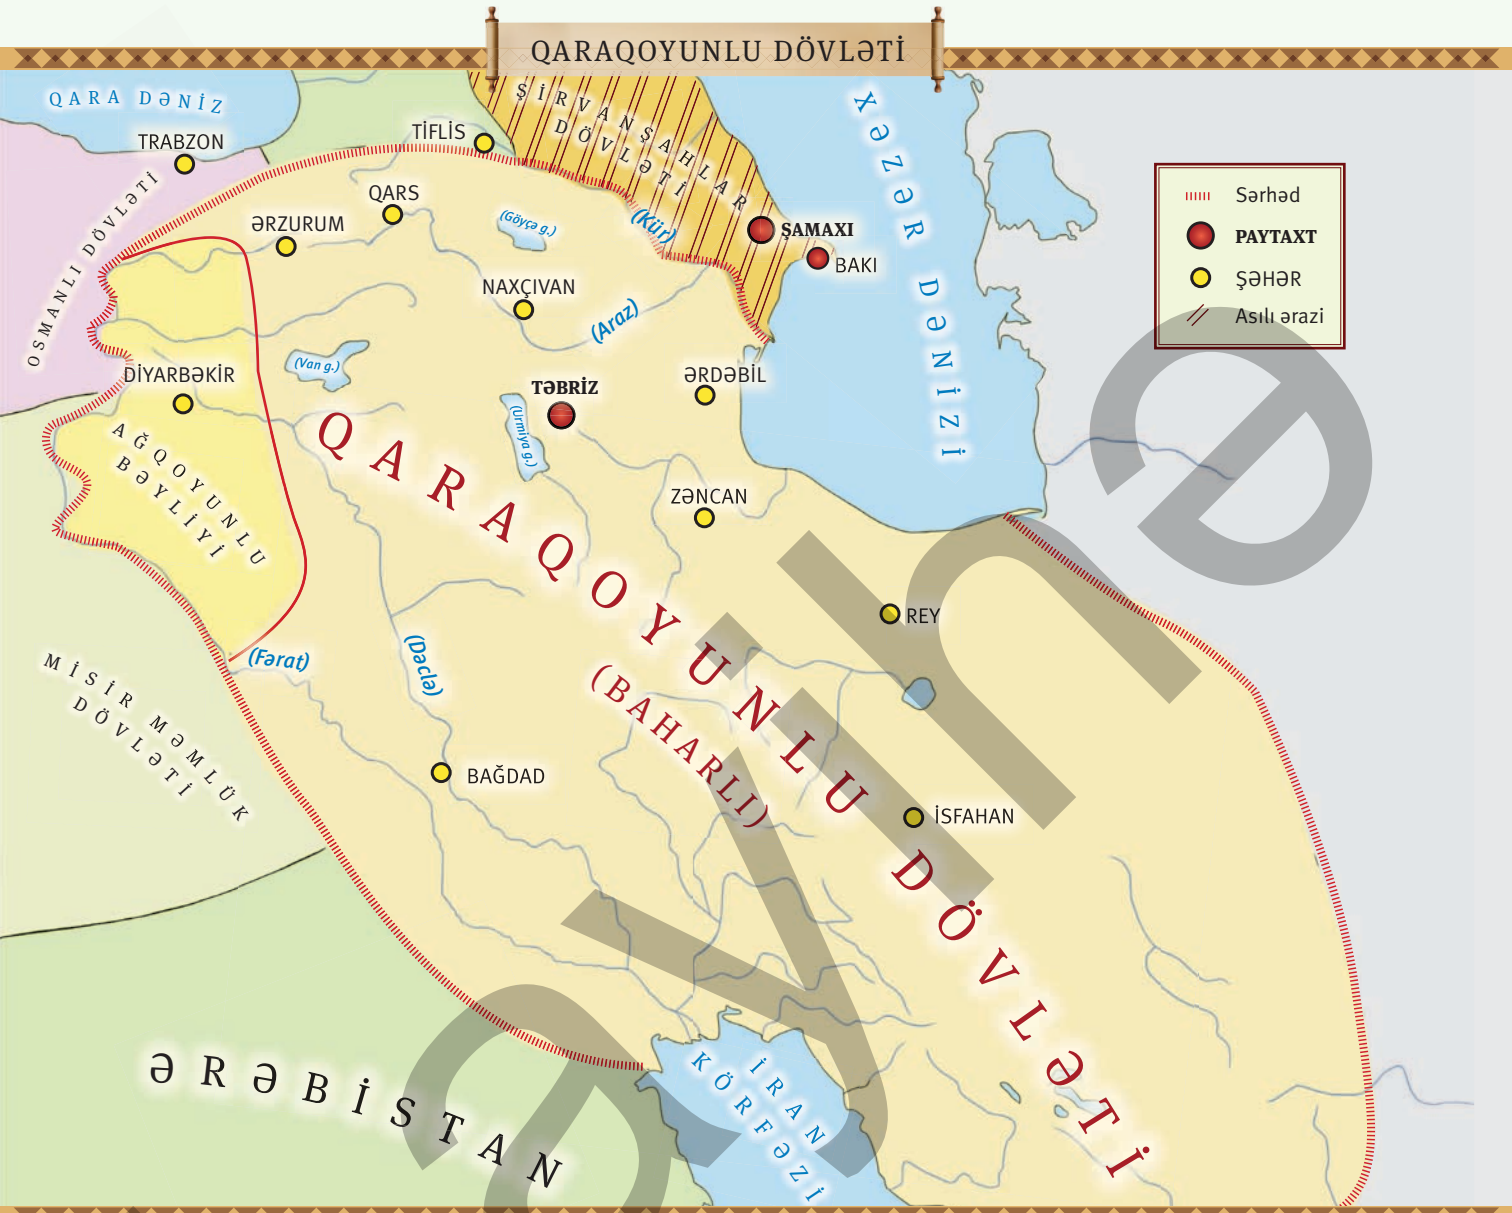 QARAQOYUNLU DÖVLƏTİ
QARA DƏNİZ
ŞİRVANŞAHLAR
DÖVLƏTİ
XƏZƏR DƏNİZİ
TRABZON
TİFLİS
OSMANLI DÖVLƏTİ
QARS
ƏRZURUM
(Göyçə g.)
(Kür)
ŞAMAXI
BAKI
Sərhəd
PAYTAXT
ŞƏHƏR
Asılı ərazi
NAXÇIVAN
(Araz)
(Van g.)
DİYARBƏKİR
TƏBRİZ
ƏRDƏBİL
(Urmiya g.)
AĞQOYUNLU
BƏYLİYİ
ZƏNCAN
QARAQOYUNLU DÖVLƏTİ
(BAHARLI)
REY
(Fərat)
(Dəclə)
MİSİR MƏMLÜK
DÖVLƏTİ
BAĞDAD
İSFAHAN
ƏRƏBİSTAN
İRAN
KÖRFƏZİ